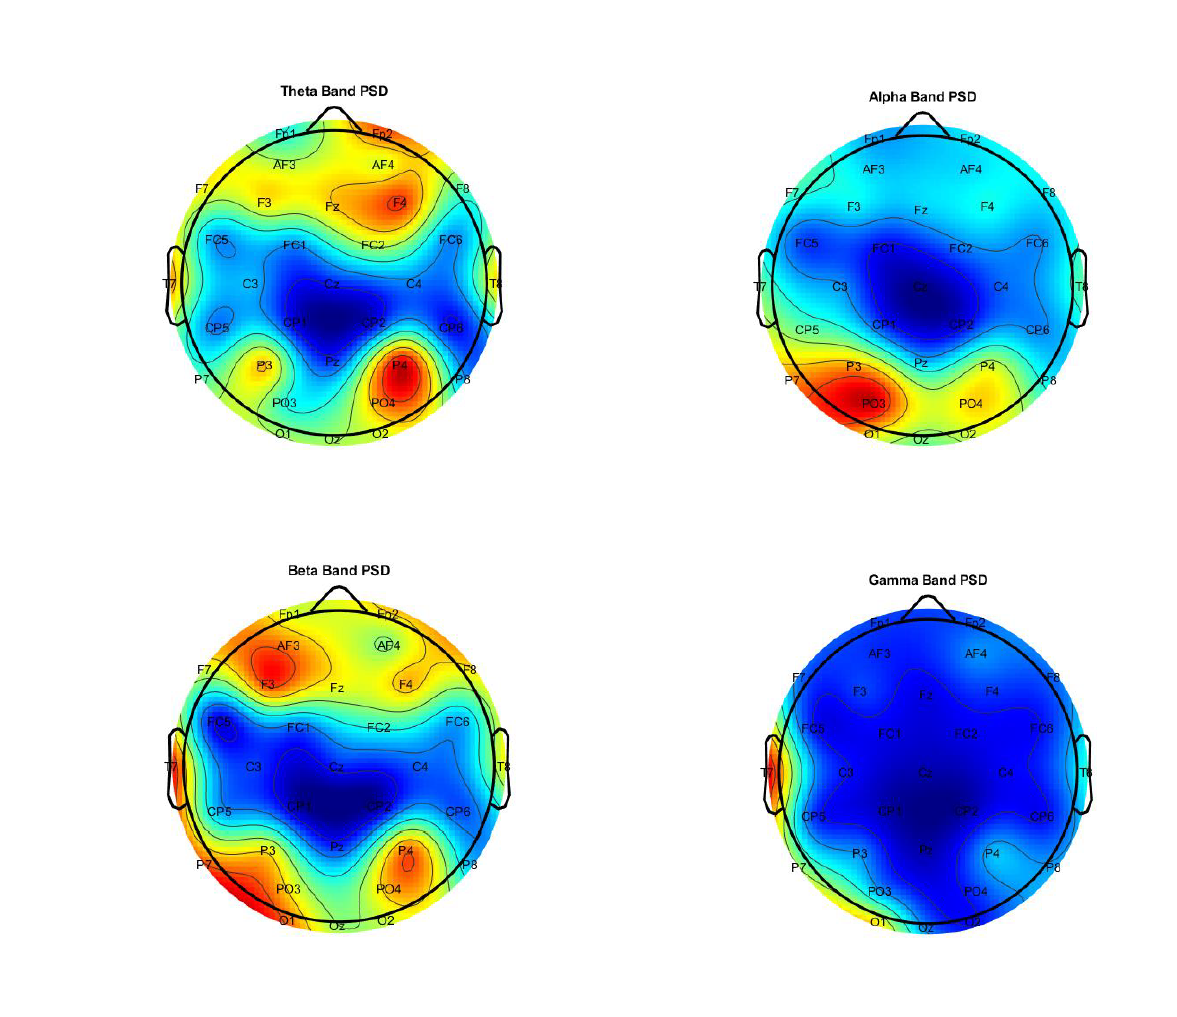 Theta Band PSD
Fp1 Fp2
AF3 AF4
F7 F3 Fz F4 F8
FC5 FC1 FC2 FC6
T7 C3 Cz C4 T8
CP5 CP1 CP2 CP6
P7 P3 Pz P4 P8
PO3 PO4
O1 Oz O2
Alpha Band PSD
Fp1 Fp2
AF3 AF4
F7 F3 Fz F4 F8
FC5 FC1 FC2 FC6
T7 C3 Cz C4 T8
CP5 CP1 CP2 CP6
P7 P3 Pz P4 P8
PO3 PO4
O1 Oz O2
Beta Band PSD
Fp1 Fp2
AF3 AF4
F7 F3 Fz F4 F8
FC5 FC1 FC2 FC6
T7 C3 Cz C4 T8
CP5 CP1 CP2 CP6
P7 P3 Pz P4 P8
PO3 PO4
O1 Oz O2
Gamma Band PSD
Fp1 Fp2
AF3 AF4
F7 F3 Fz F4 F8
FC5 FC1 FC2 FC6
T7 C3 Cz C4 T8
CP5 CP1 CP2 CP6
P7 P3 Pz P4 P8
PO3 PO4
O1 Oz O2